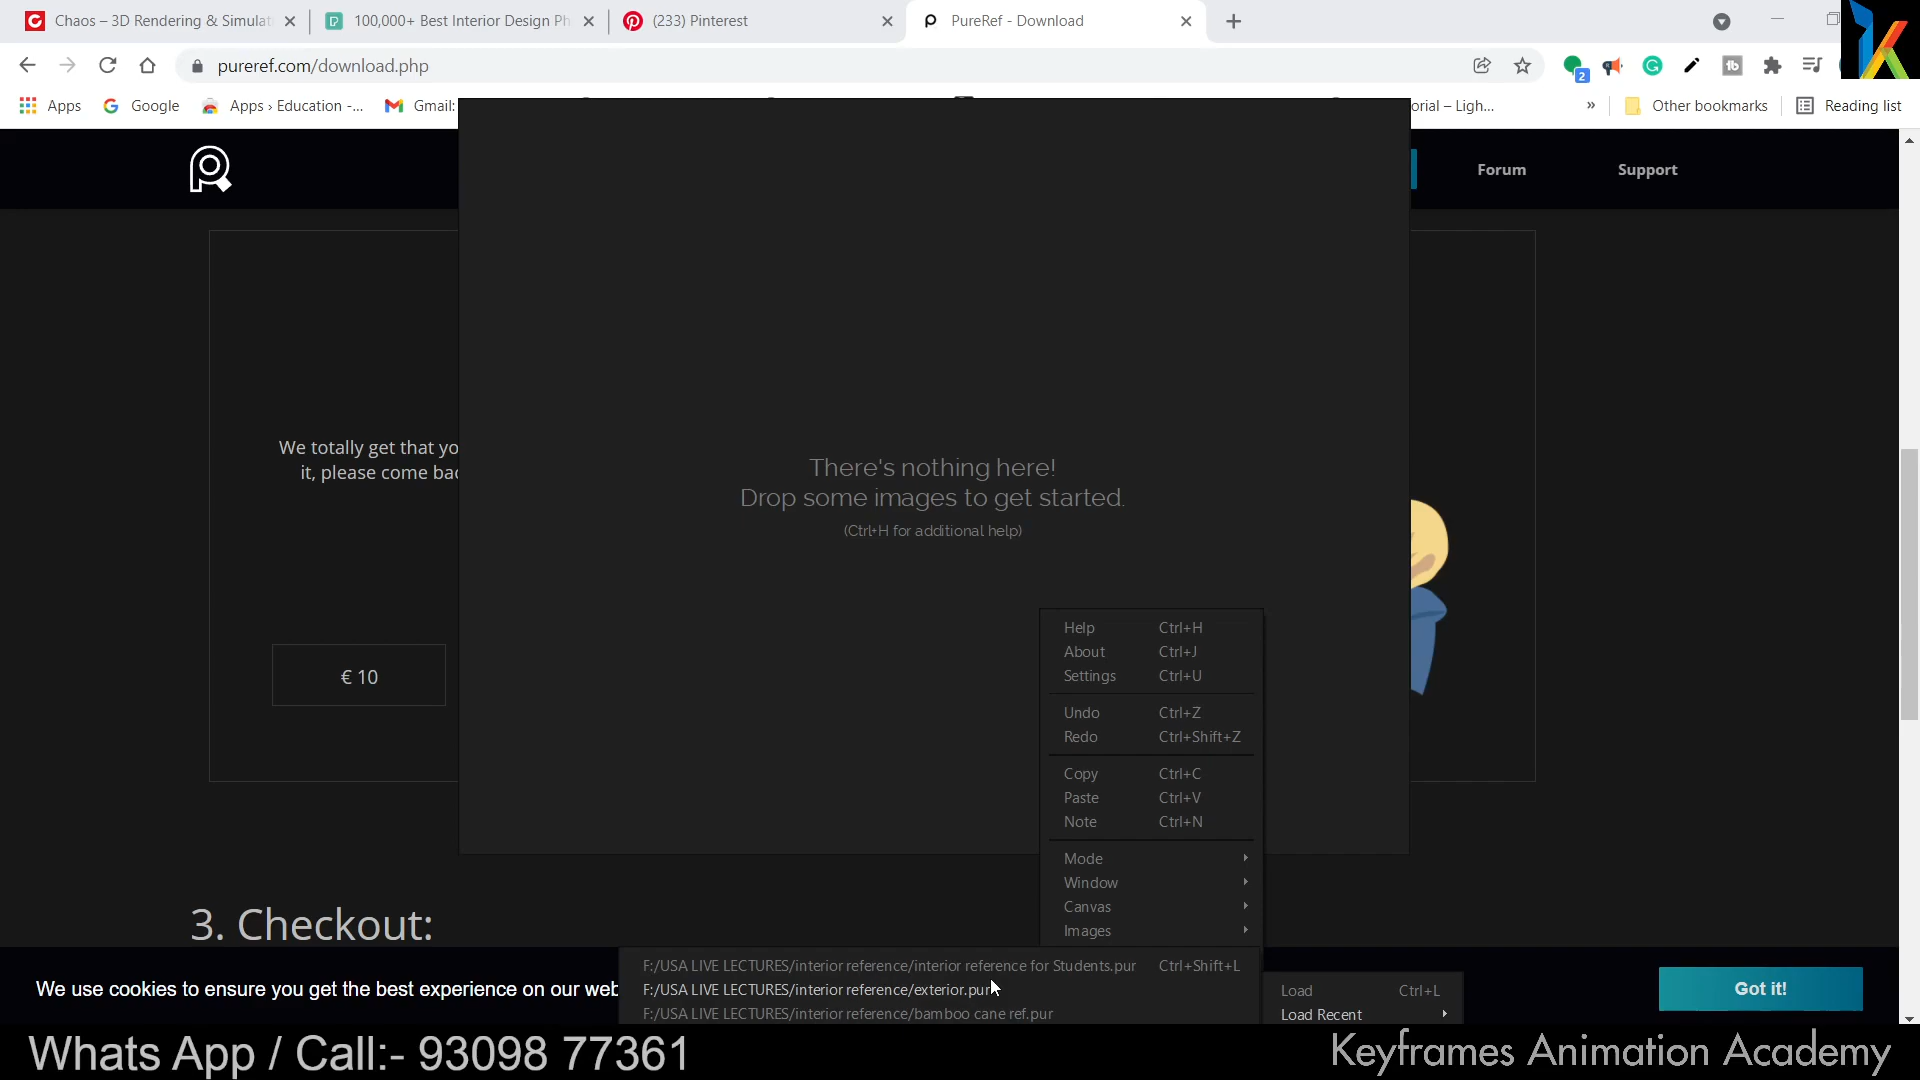 Chaos – 3D Rendering & Simulat
100,000+ Best Interior Design Ph
(233) Pinterest
PureRef - Download
pureref.com/download.php
2
Apps
Google
Apps › Education -...
Gmail:
orial – Ligh...
»
Other bookmarks
Reading list
Forum
Support
We totally get that yo
it, please come bac
There's nothing here!
Drop some images to get started.
(Ctrl+H for additional help)
€ 10
Help Ctrl+H
About Ctrl+J
Settings Ctrl+U
Undo Ctrl+Z
Redo Ctrl+Shift+Z
Copy Ctrl+C
Paste Ctrl+V
Note Ctrl+N
Mode
Window
Canvas
Images
3. Checkout:
F:/USA LIVE LECTURES/interior reference/interior reference for Students.pur Ctrl+Shift+L
F:/USA LIVE LECTURES/interior reference/exterior.pur
F:/USA LIVE LECTURES/interior reference/bamboo cane ref.pur
Load Ctrl+L
Load Recent
We use cookies to ensure you get the best experience on our web
Got it!
Whats App / Call:- 93098 77361
Keyframes Animation Academy